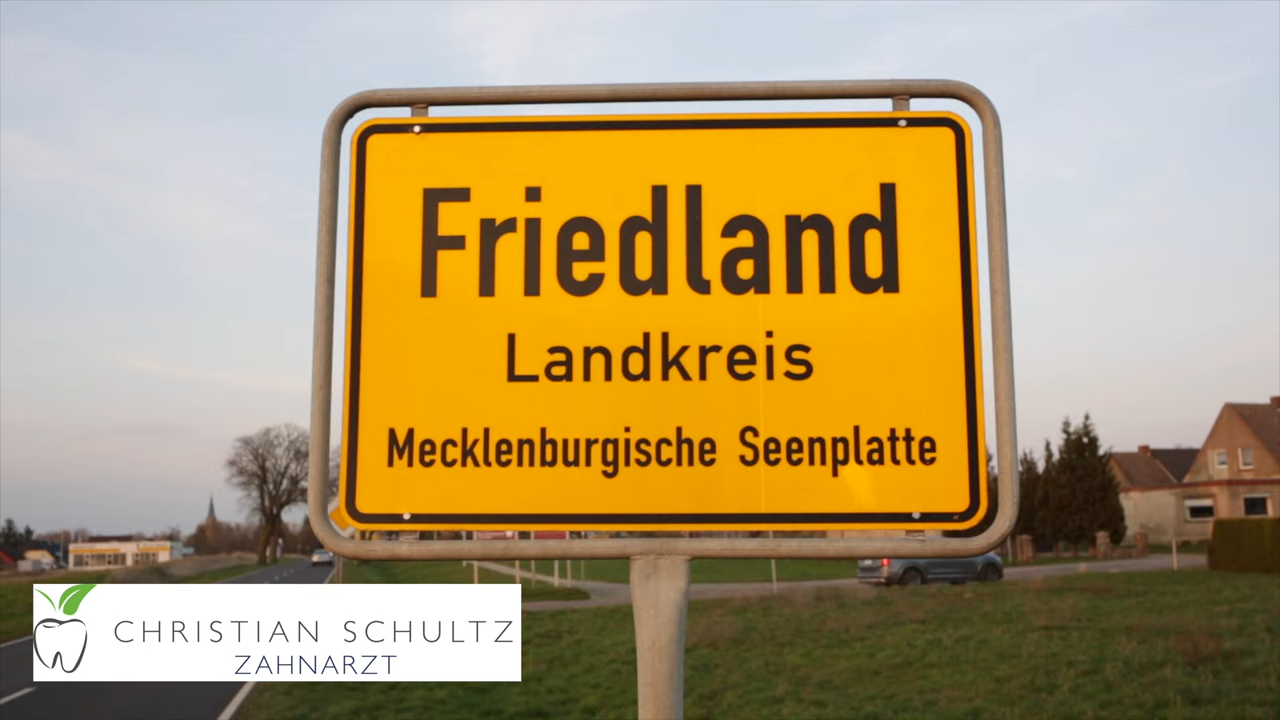 Friedland
Landkreis
Mecklenburgische Seenplatte
CHRISTIAN SCHULTZ
ZAHNARZT